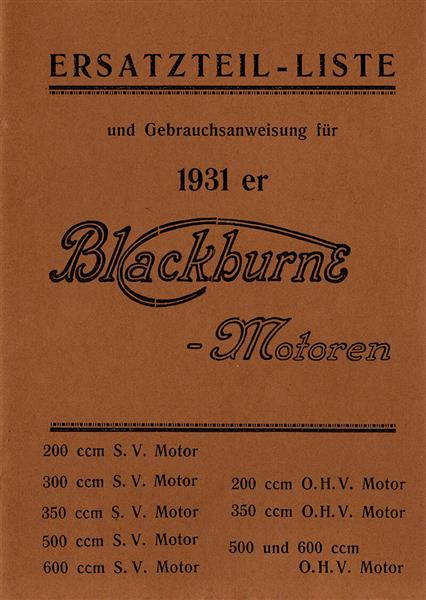 ERSATZTEIL-LISTE
und Gebrauchsanweisung für
1931 er
Blackburne
-Motoren
200 ccm S. V. Motor
300 ccm S. V. Motor
350 ccm S. V. Motor
500 ccm S. V. Motor
600 ccm S. V. Motor
200 ccm O.H.V. Motor
350 ccm O.H.V. Motor
500 und 600 ccm
O.H.V. Motor